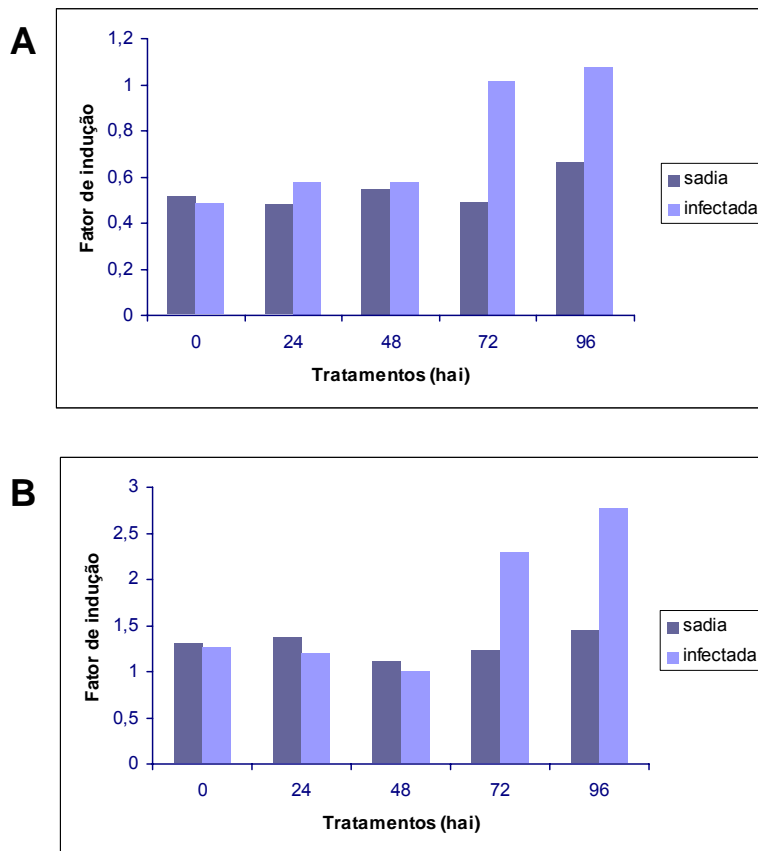 A
Fator de indução
1,2
1
0,8
0,6
0,4
0,2
0
0 24 48 72 96
Tratamentos (hai)
sadia
infectada
B
Fator de indução
3
2,5
2
1,5
1
0,5
0
0 24 48 72 96
Tratamentos (hai)
sadia
infectada